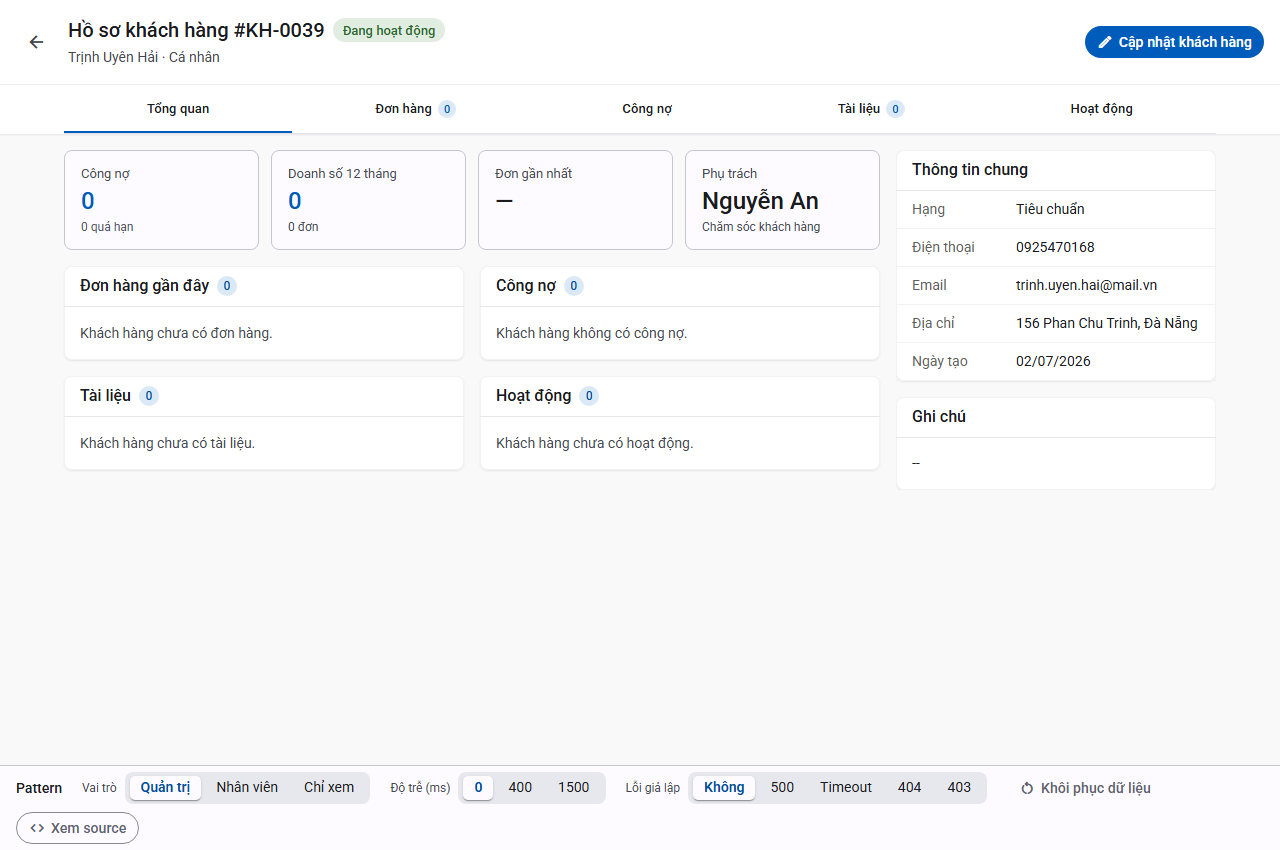 Hồ sơ khách hàng #KH-0039
Đang hoạt động
Trịnh Uyên Hải · Cá nhân
Cập nhật khách hàng
Tổng quan
Đơn hàng 0
Công nợ
Tài liệu 0
Hoạt động
Công nợ
0
0 quá hạn
Doanh số 12 tháng
0
0 đơn
Đơn gần nhất
—
Phụ trách
Nguyễn An
Chăm sóc khách hàng
Đơn hàng gần đây 0
Khách hàng chưa có đơn hàng.
Công nợ 0
Khách hàng không có công nợ.
Tài liệu 0
Khách hàng chưa có tài liệu.
Hoạt động 0
Khách hàng chưa có hoạt động.
Thông tin chung
Hạng Tiêu chuẩn
Điện thoại 0925470168
Email trinh.uyen.hai@mail.vn
Địa chỉ 156 Phan Chu Trinh, Đà Nẵng
Ngày tạo 02/07/2026
Ghi chú
--
Pattern Vai trò Quản trị Nhân viên Chỉ xem Độ trễ (ms) 0 400 1500 Lỗi giả lập Không 500 Timeout 404 403 Khôi phục dữ liệu
Xem source